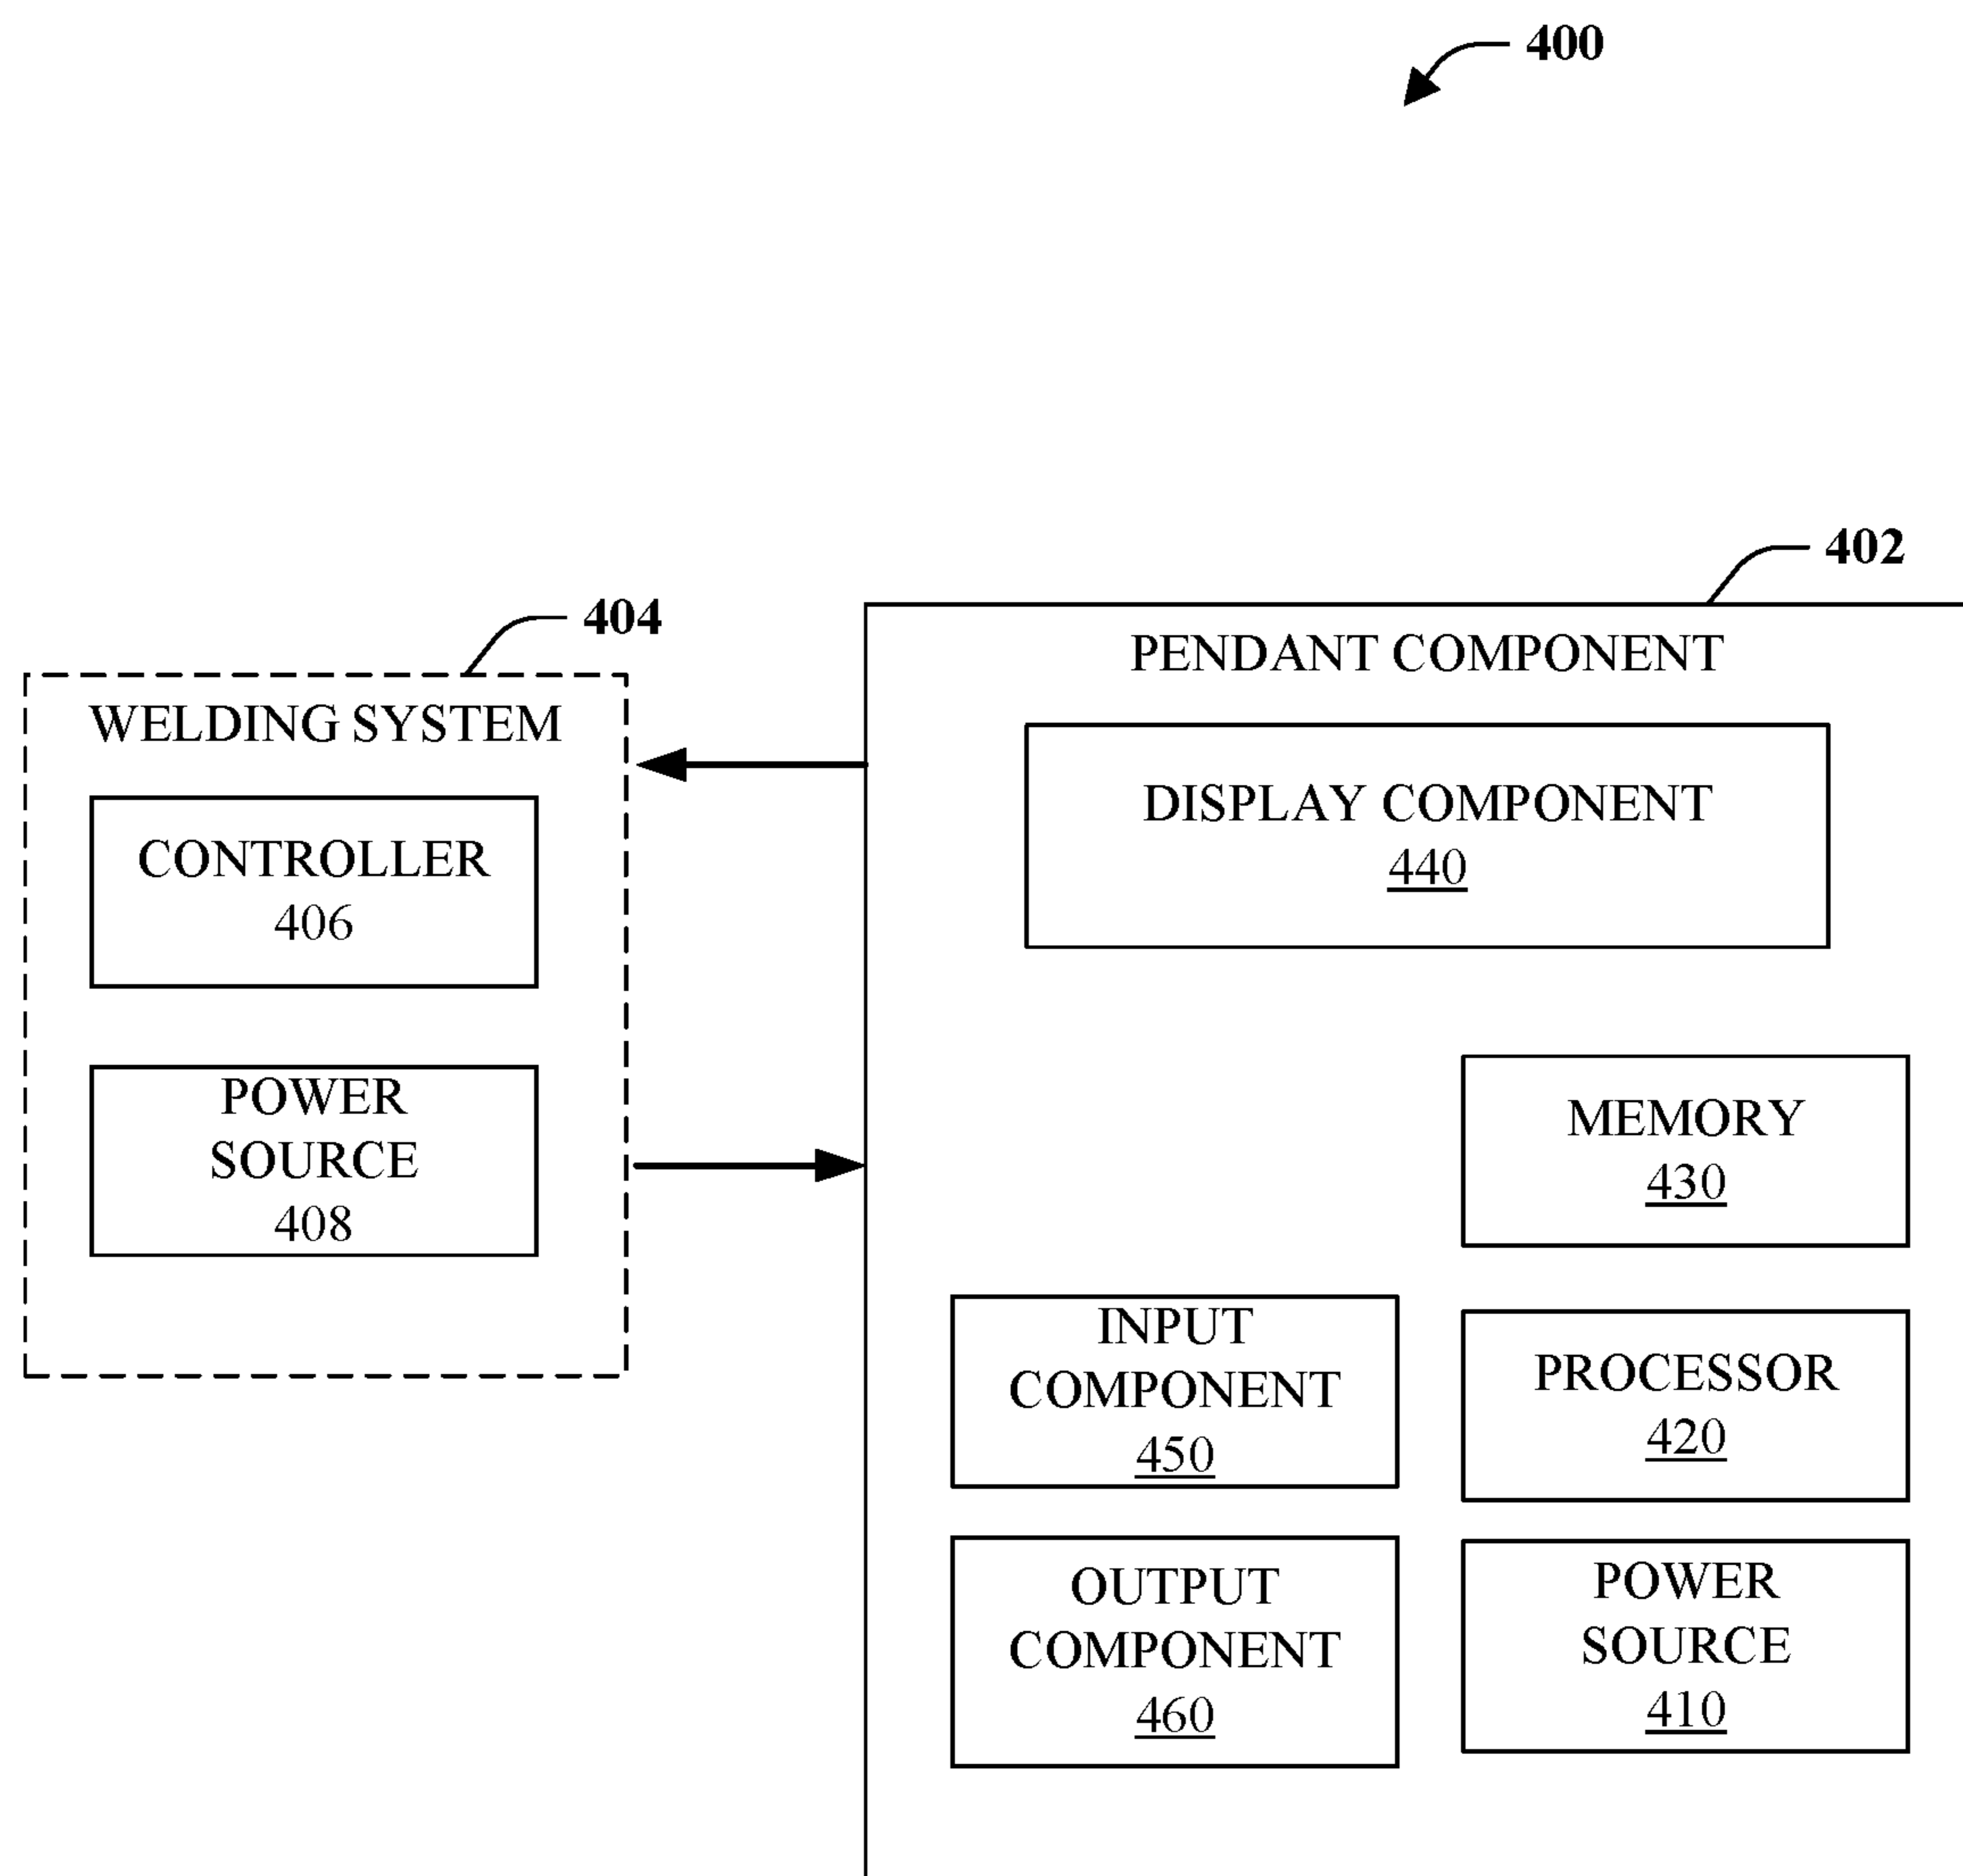 400
402
404
PENDANT COMPONENT
WELDING SYSTEM
DISPLAY COMPONENT
440
CONTROLLER
406
POWER
SOURCE
408
MEMORY
430
INPUT
COMPONENT
450
PROCESSOR
420
OUTPUT
COMPONENT
460
POWER
SOURCE
410